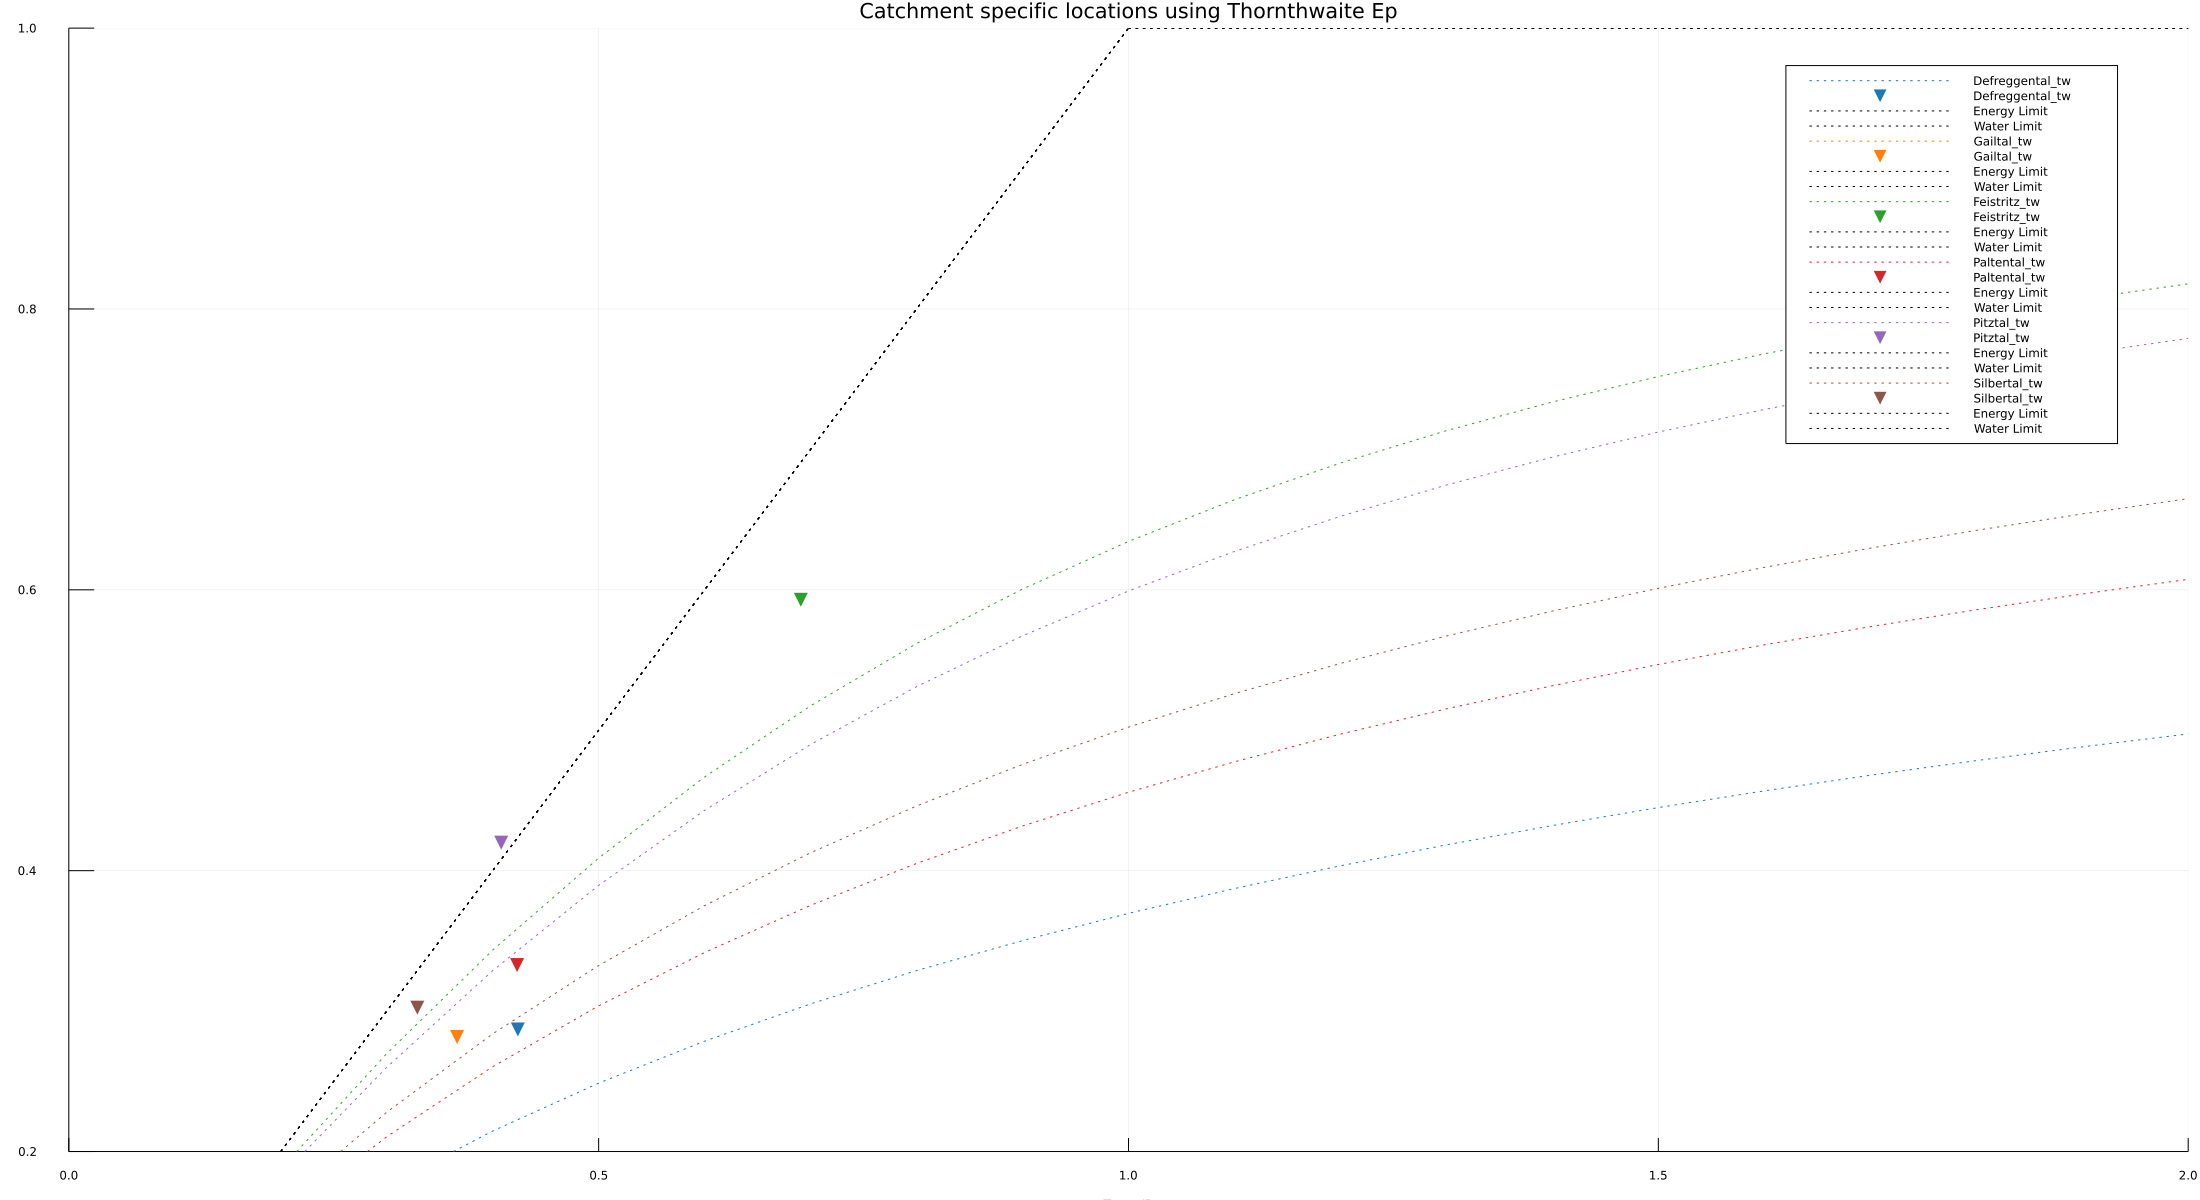 Catchment specific locations using Thornthwaite Ep
1.0
0.8
0.6
0.4
0.2
Defreggental_tw
Defreggental_tw
Energy Limit
Water Limit
Gailtal_tw
Gailtal_tw
Energy Limit
Water Limit
Feistritz_tw
Feistritz_tw
Energy Limit
Water Limit
Paltental_tw
Paltental_tw
Energy Limit
Water Limit
Pitztal_tw
Pitztal_tw
Energy Limit
Water Limit
Silbertal_tw
Silbertal_tw
Energy Limit
Water Limit
0.0 0.5 1.0 1.5 2.0